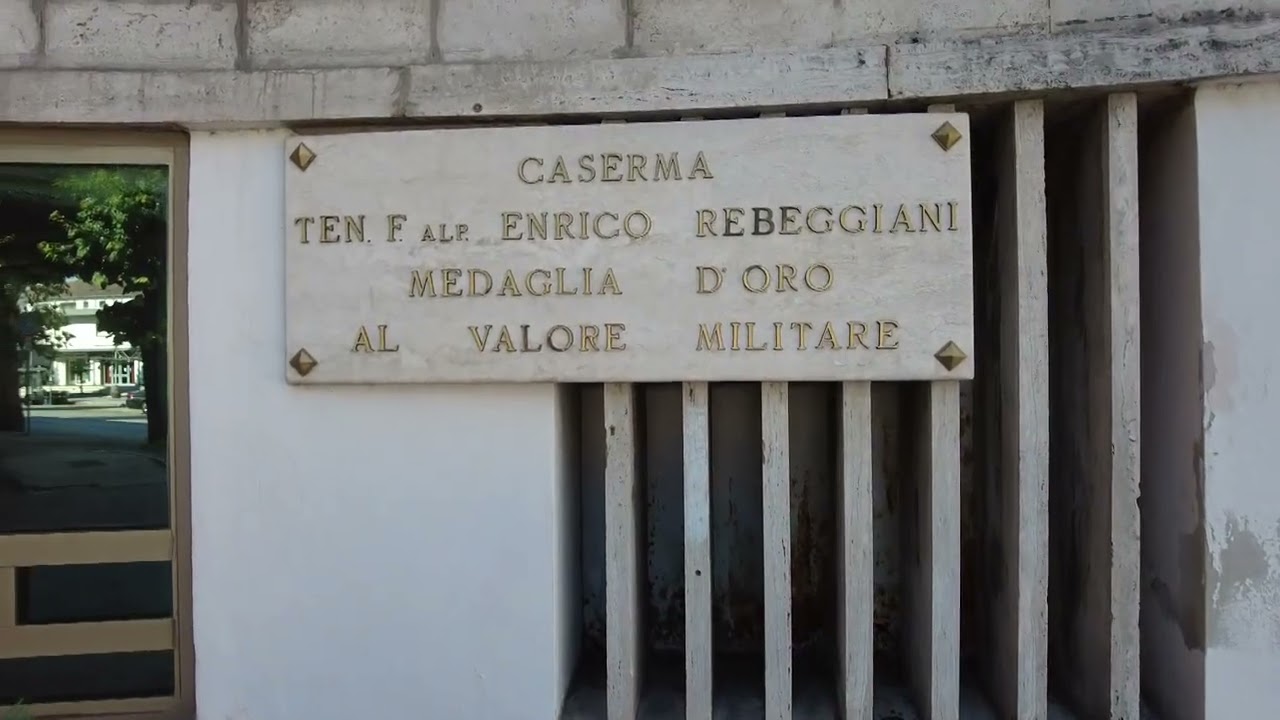 CASERMA
TEN. F. ALP. ENRICO REBEGGIANI
MEDAGLIA D'ORO
AL VALORE MILITARE